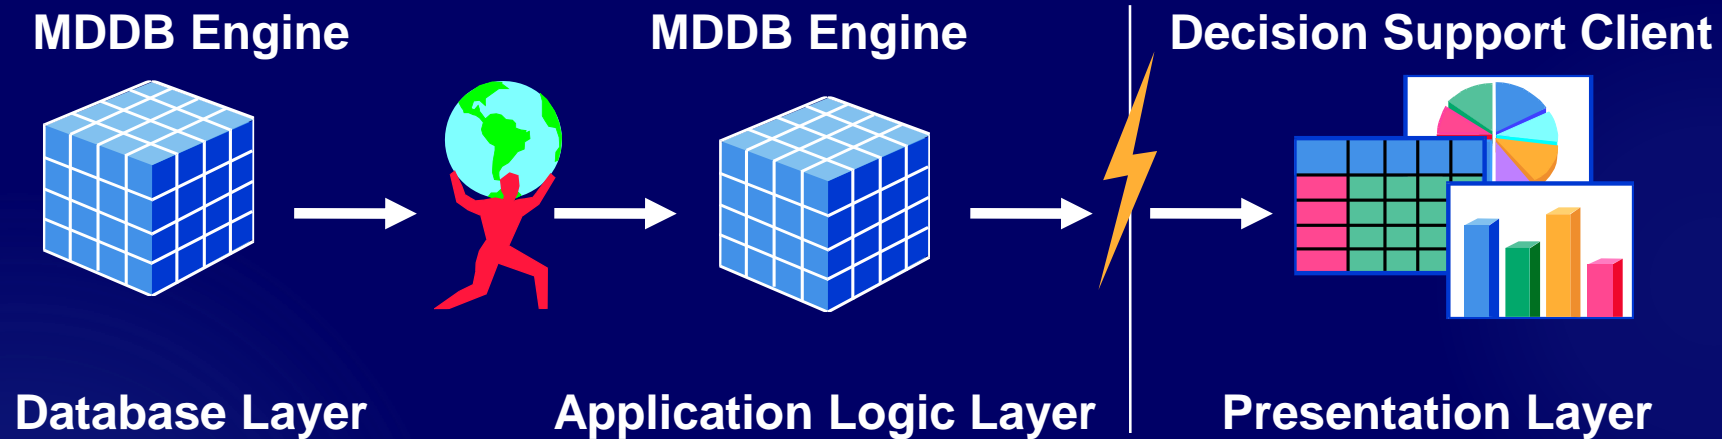 MDDB Engine
MDDB Engine
Decision Support Client
Database Layer
Application Logic Layer
Presentation Layer